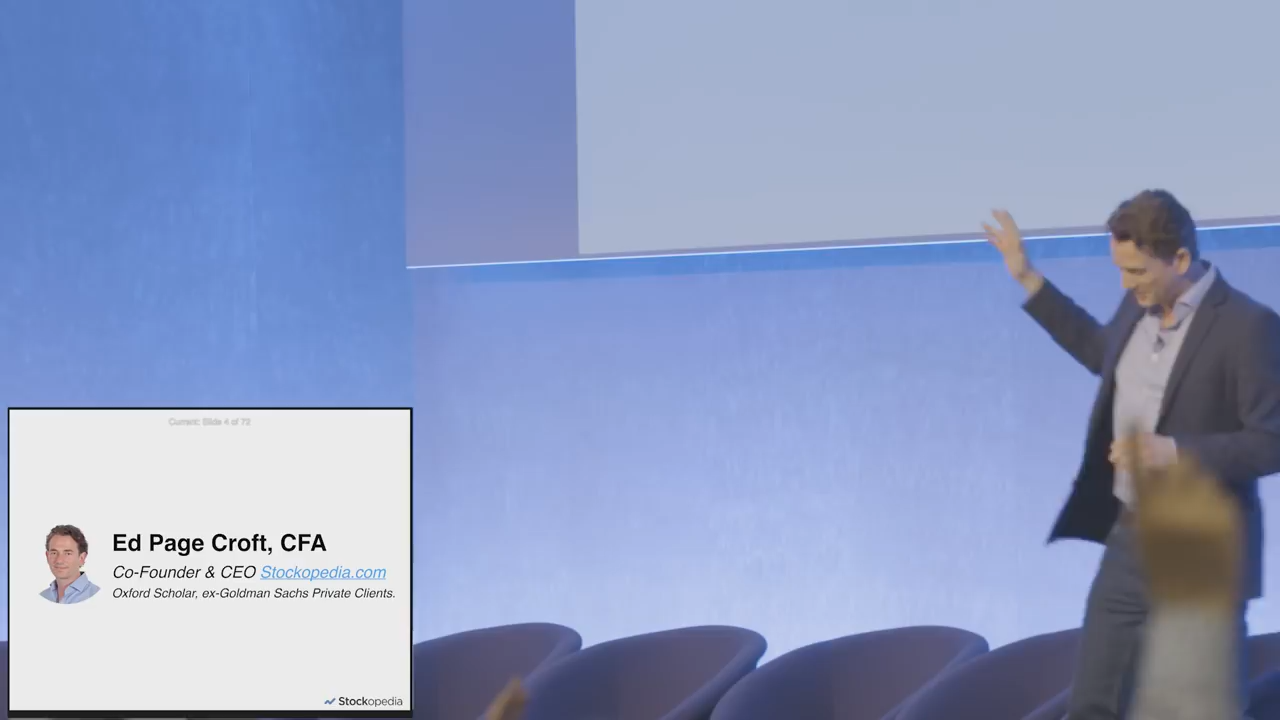 Current: Slide 4 of 72
Ed Page Croft, CFA
Co-Founder & CEO Stockopedia.com
Oxford Scholar, ex-Goldman Sachs Private Clients.
Stockopedia